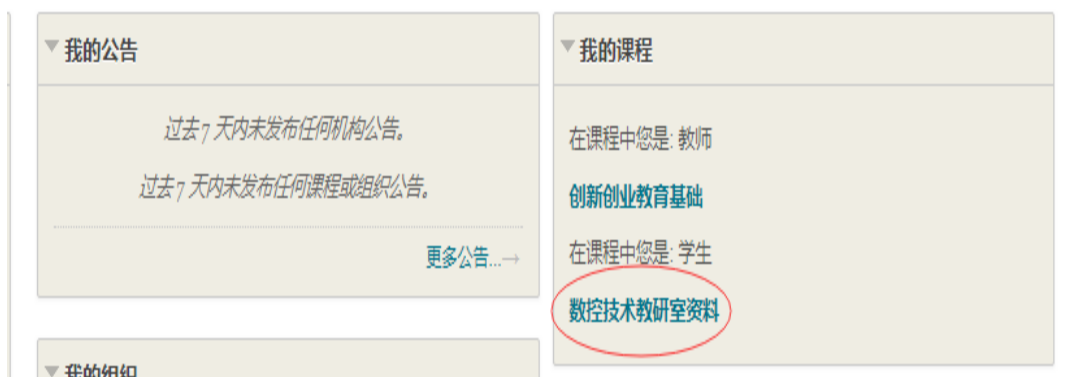 我的公告
过去 7 天内未发布任何机构公告。
过去 7 天内未发布任何课程或组织公告。
更多公告...→
我的组织
我的课程
在课程中您是: 教师
创新创业教育基础
在课程中您是: 学生
数控技术教研室资料